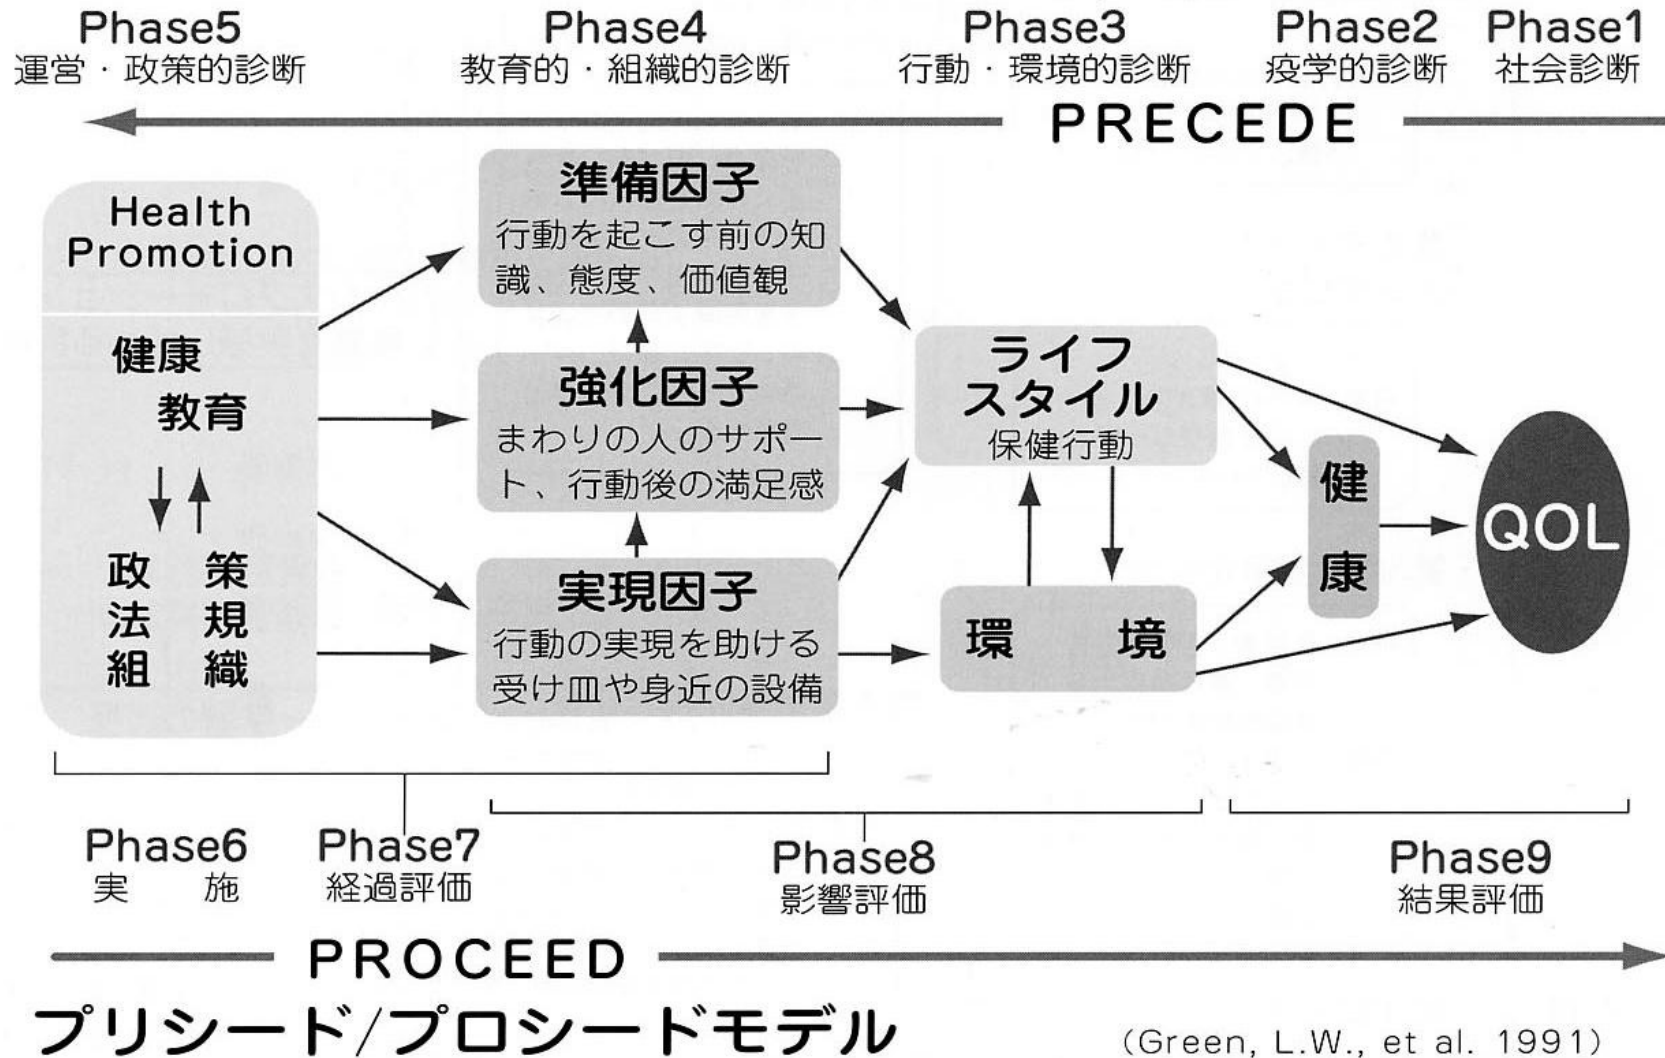 Phase5
運営・政策的診断
Phase4
教育的・組織的診断
Phase3
行動・環境的診断
Phase2
疫学的診断
Phase1
社会診断
PRECEDE
Health
Promotion
健康
教育
政 策
法 規
組 織
準備因子
行動を起こす前の知
識、態度、価値観
強化因子
まわりの人のサポー
ト、行動後の満足感
実現因子
行動の実現を助ける
受け皿や身近の設備
ライフ
スタイル
保健行動
環 境
健
康
QOL
Phase6
実 施
Phase7
経過評価
Phase8
影響評価
Phase9
結果評価
PROCEED
プリシード/プロシードモデル
(Green, L.W., et al. 1991)